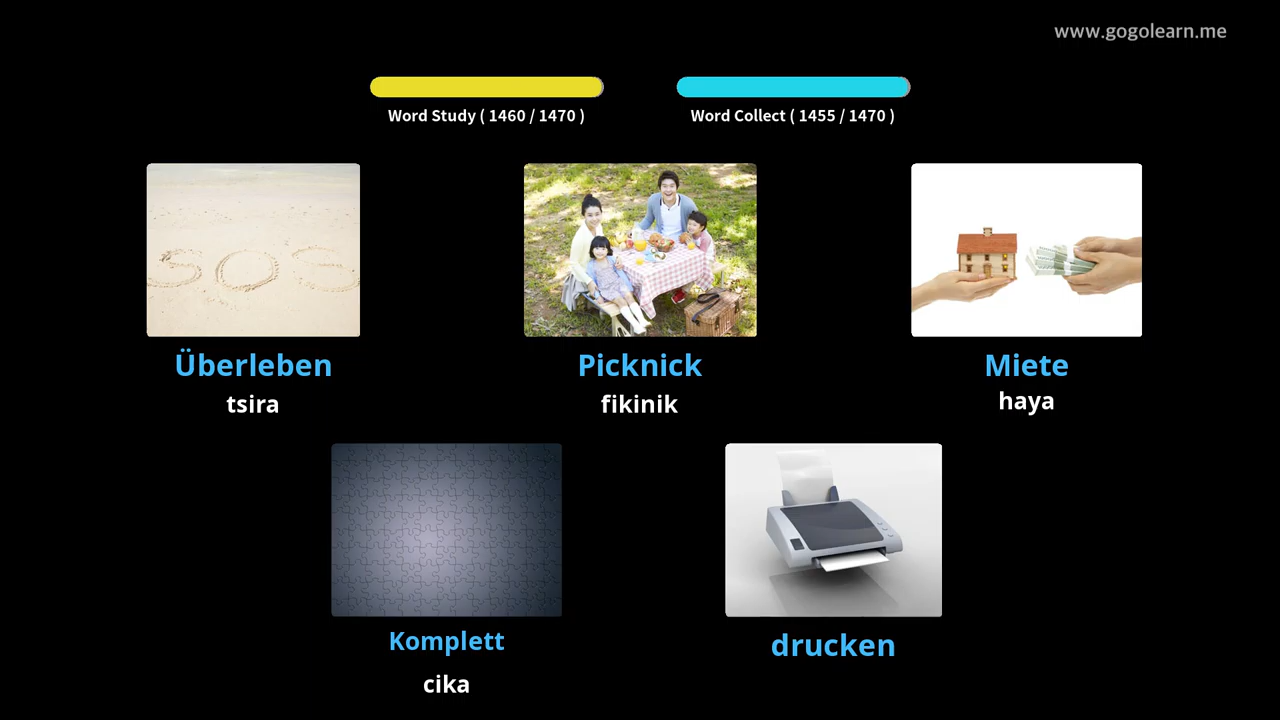 www.gogolearn.me
Word Study ( 1460 / 1470 )
Word Collect ( 1455 / 1470 )
SOS
Überleben
tsira
Picknick
fikinik
Miete
haya
Komplett
cika
drucken